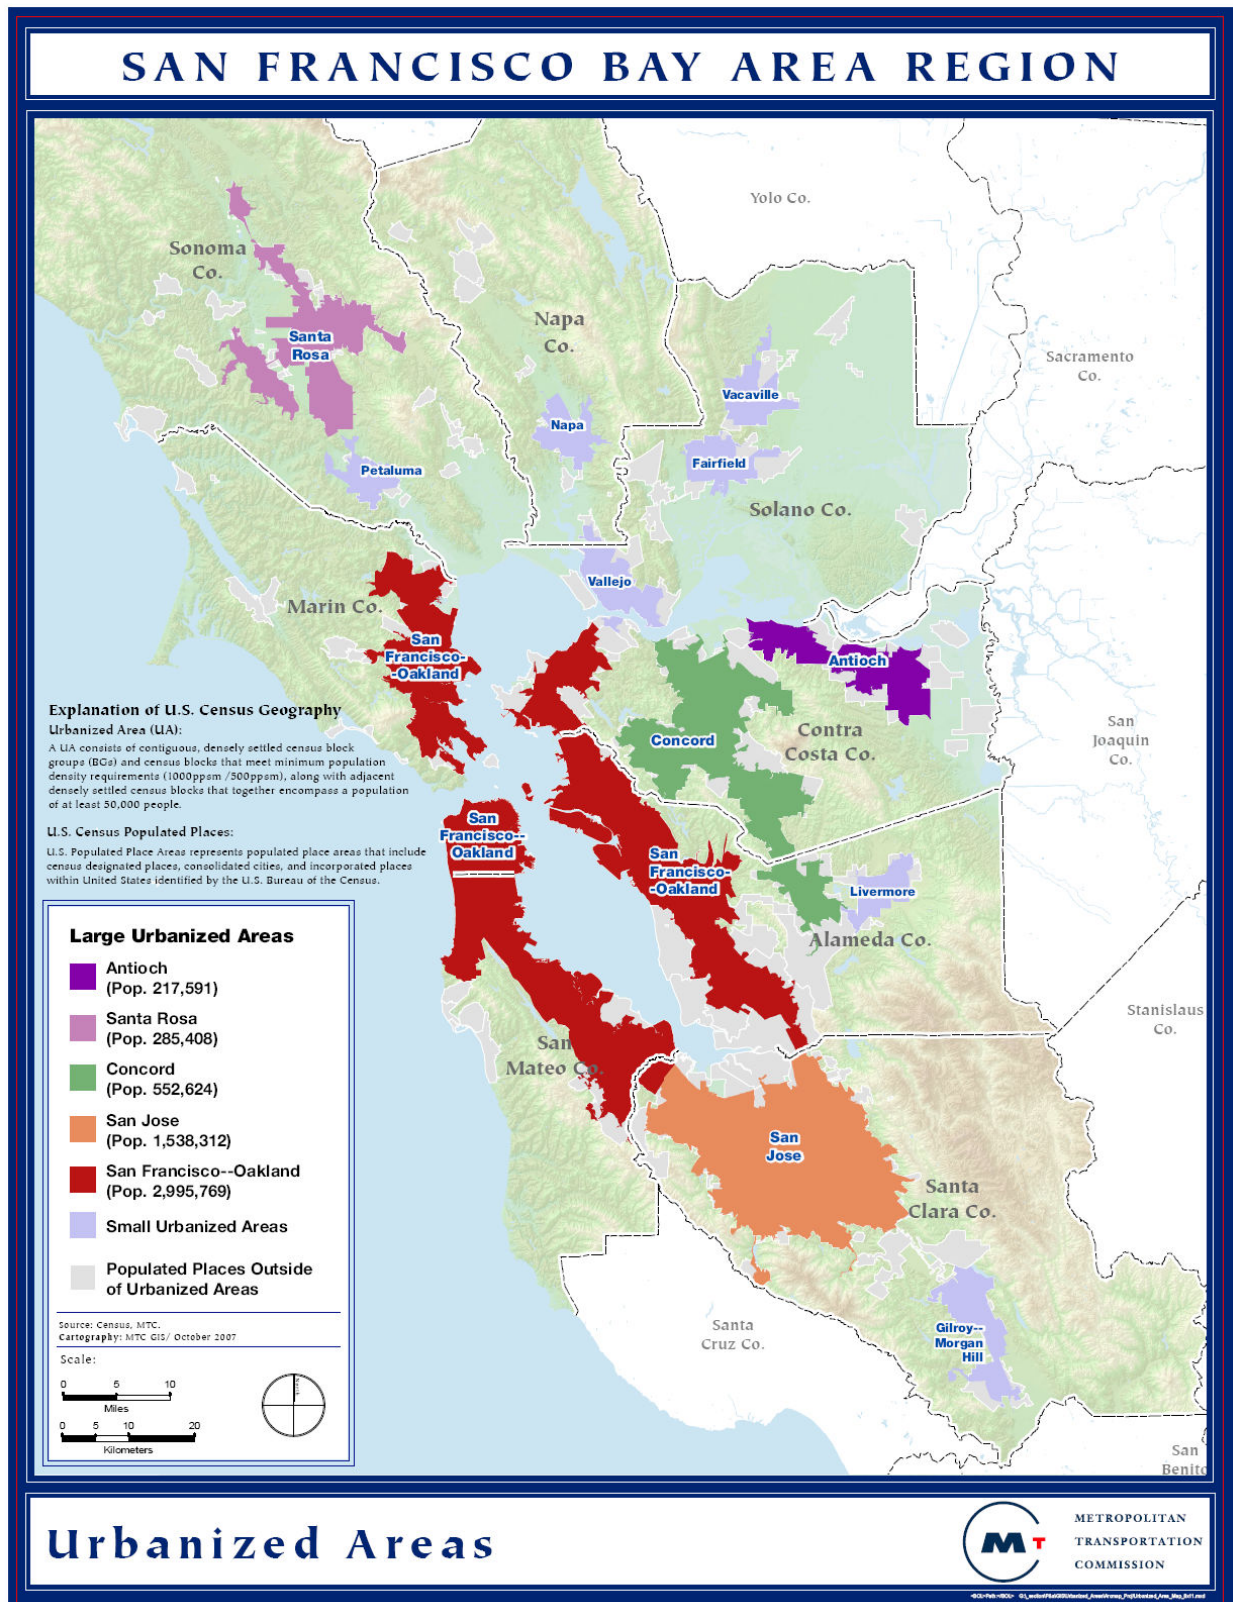 SAN FRANCISCO BAY AREA REGION
Yolo Co.
Sonoma
Co.
Napa
Co.
Santa
Rosa
Sacramento
Co.
Vacaville
Napa
Petaluma
Fairfield
Solano Co.
Vallejo
Marin Co.
San
Francisco-
-Oakland
Antioch
Contra
Costa Co.
Concord
San
Joaquin
Co.
Explanation of U.S. Census Geography
Urbanized Area (UA):
A UA consists of contiguous, densely settled census block
groups (BGs) and census blocks that meet minimum population
density requirements (1000ppsm /500ppsm), along with adjacent
densely settled census blocks that together encompass a population
of at least 50,000 people.
U.S. Census Populated Places:
U.S. Populated Place Areas represents populated place areas that include
census designated places, consolidated cities, and incorporated places
within United States identified by the U.S. Bureau of the Census.
San
Francisco--
Oakland
San
Francisco-
-Oakland
Livermore
Alameda Co.
Stanislaus
Co.
San
Mateo Co.
San
Jose
Santa
Clara Co.
Santa
Cruz Co.
Gilroy--
Morgan
Hill
San
Benito
Large Urbanized Areas
Antioch
(Pop. 217,591)
Santa Rosa
(Pop. 285,408)
Concord
(Pop. 552,624)
San Jose
(Pop. 1,538,312)
San Francisco--Oakland
(Pop. 2,995,769)
Small Urbanized Areas
Populated Places Outside
of Urbanized Areas
Source: Census, MTC.
Cartography: MTC GIS/ October 2007
Scale:
0 5 10
Miles
0 5 10 20
Kilometers
Urbanized Areas
M T
METROPOLITAN
TRANSPORTATION
COMMISSION